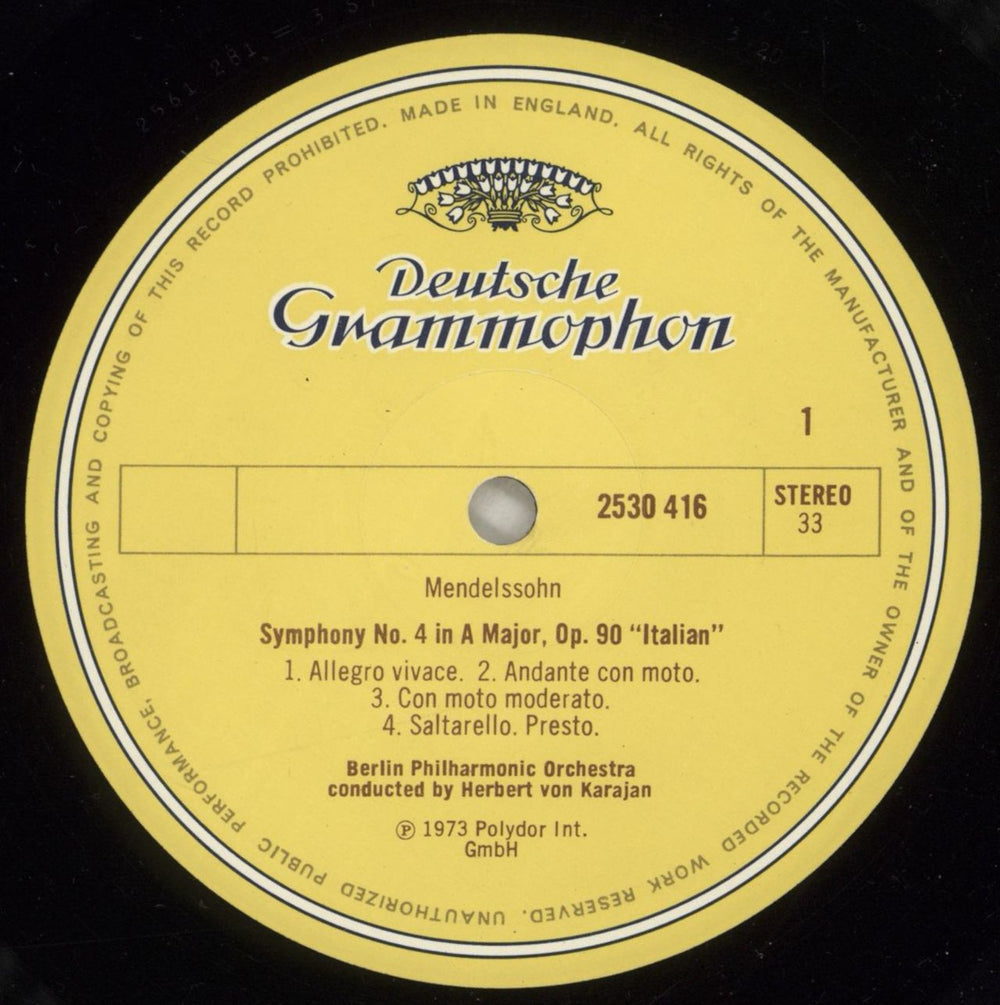 MADE IN ENGLAND. ALL RIGHTS OF THE MANUFACTURER AND OF THE OWNER OF THE RECORDED WORK RESERVED. UNAUTHORIZED PUBLIC PERFORMANCE, BROADCASTING AND COPYING OF THIS RECORD PROHIBITED.
Deutsche
Grammophon
1
2530 416
STEREO
33
Mendelssohn
Symphony No. 4 in A Major, Op. 90 “Italian”
1. Allegro vivace. 2. Andante con moto.
3. Con moto moderato.
4. Saltarello. Presto.
Berlin Philharmonic Orchestra
conducted by Herbert von Karajan
℗ 1973 Polydor Int.
GmbH